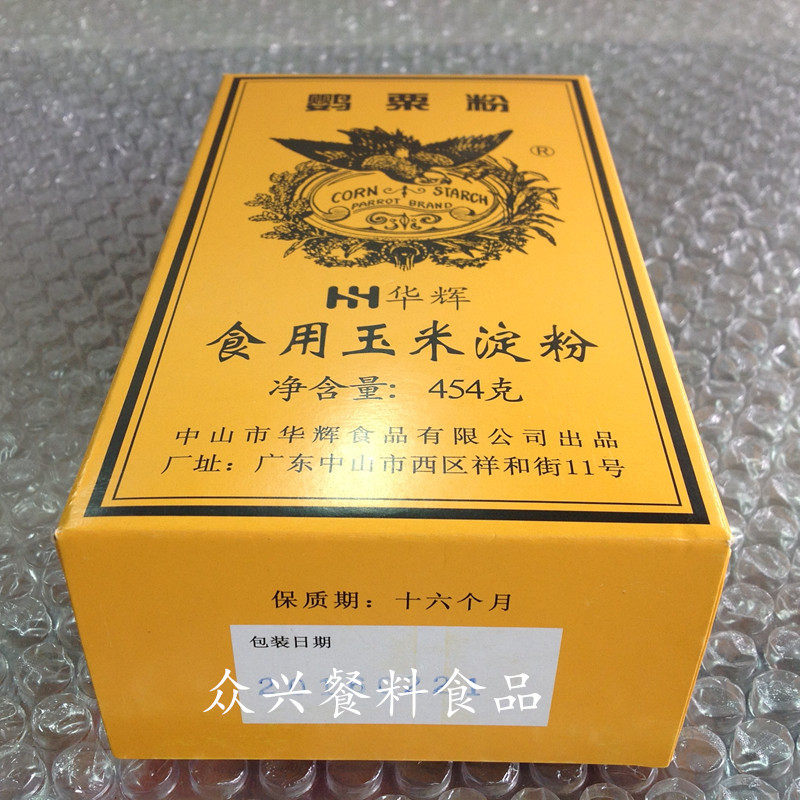 鹦粟粉
®
CORN STARCH
PARROT BRAND
HH华辉
食用玉米淀粉
净含量: 454克
中山市华辉食品有限公司出品
厂址：广东中山市西区祥和街11号
保质期：十六个月
包装日期
众兴餐料食品